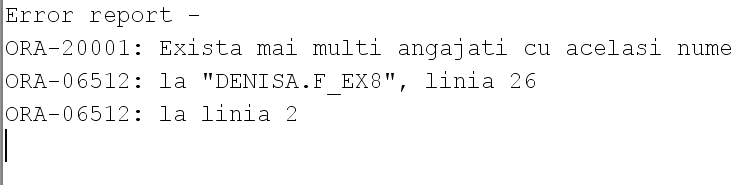 Error report -
ORA-20001: Exista mai multi angajati cu acelasi nume
ORA-06512: la "DENISA.F_EX8", linia 26
ORA-06512: la linia 2